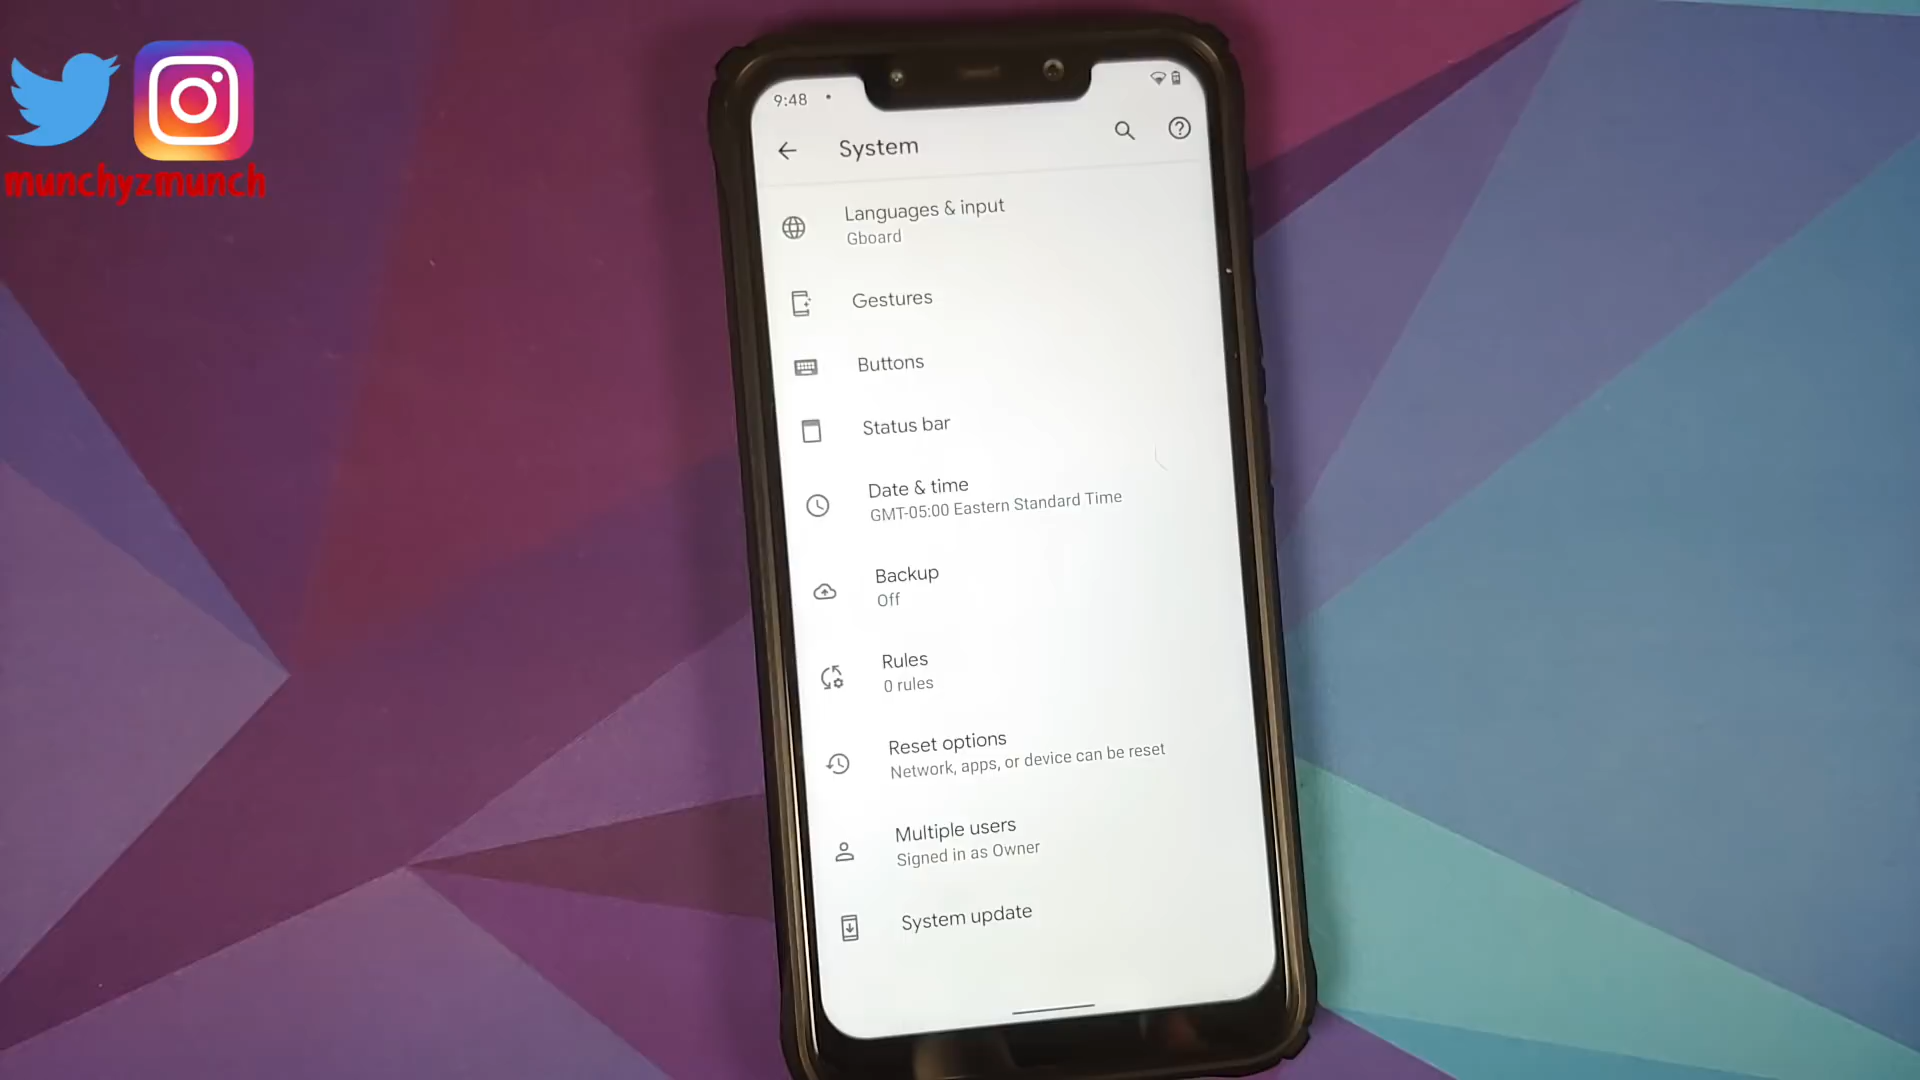 munchyzmunch
9:48
System
Languages & input
Gboard
Gestures
Buttons
Status bar
Date & time
GMT-05:00 Eastern Standard Time
Backup
Off
Rules
0 rules
Reset options
Network, apps, or device can be reset
Multiple users
Signed in as Owner
System update